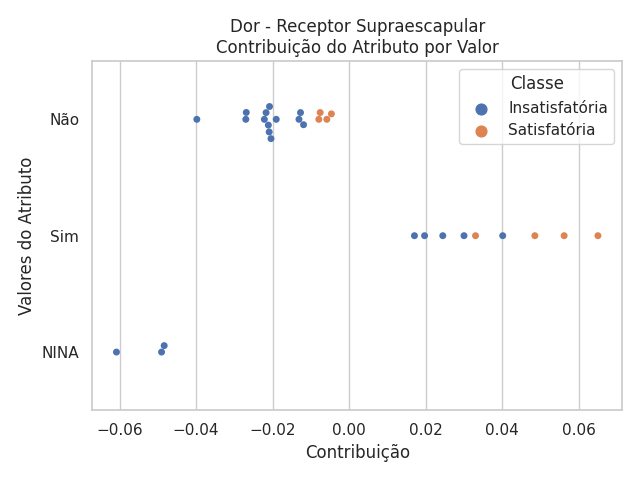 Dor - Receptor Supraescapular
Contribuição do Atributo por Valor
Classe
Insatisfatória
Satisfatória
Valores do Atributo
Não
Sim
NINA
−0.06 −0.04 −0.02 0.00 0.02 0.04 0.06
Contribuição